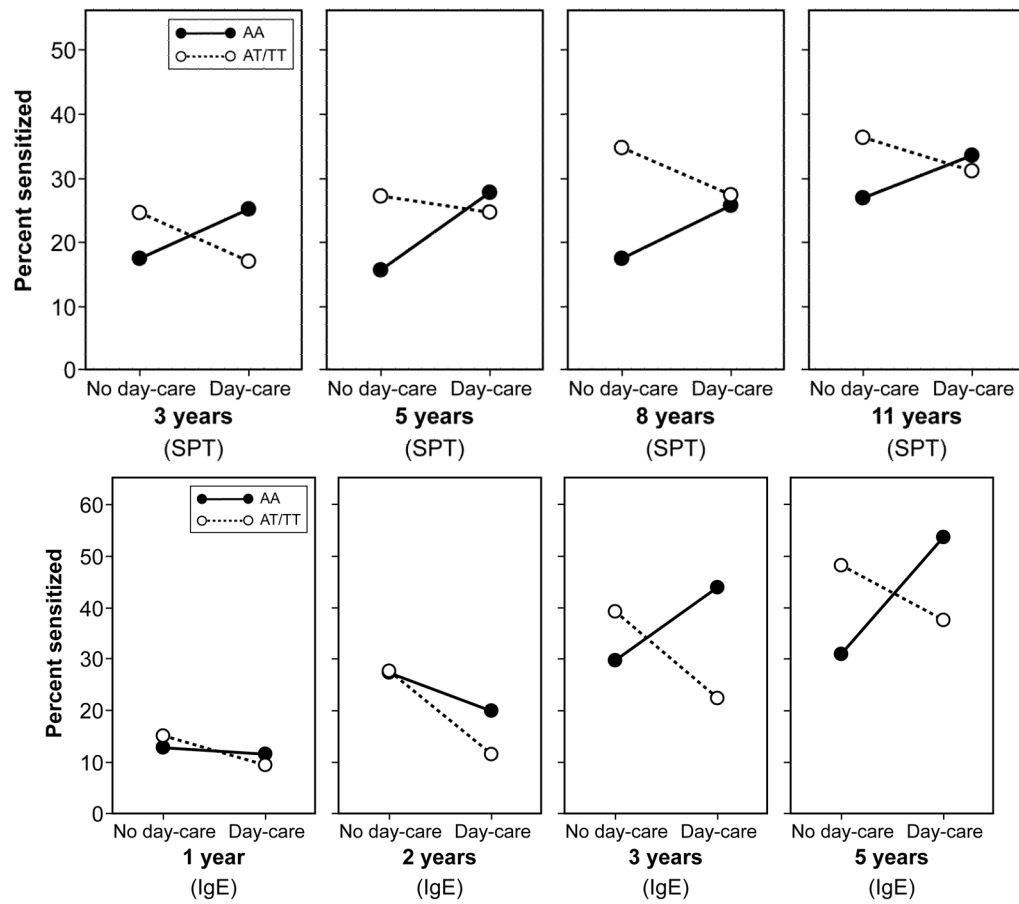 AA
AT/TT
50
40
30
20
10
0
Percent sensitized
No day-care Day-care No day-care Day-care No day-care Day-care No day-care Day-care
3 years 5 years 8 years 11 years
(SPT) (SPT) (SPT) (SPT)
AA
AT/TT
60
50
40
30
20
10
0
Percent sensitized
No day-care Day-care No day-care Day-care No day-care Day-care No day-care Day-care
1 year 2 years 3 years 5 years
(IgE) (IgE) (IgE) (IgE)